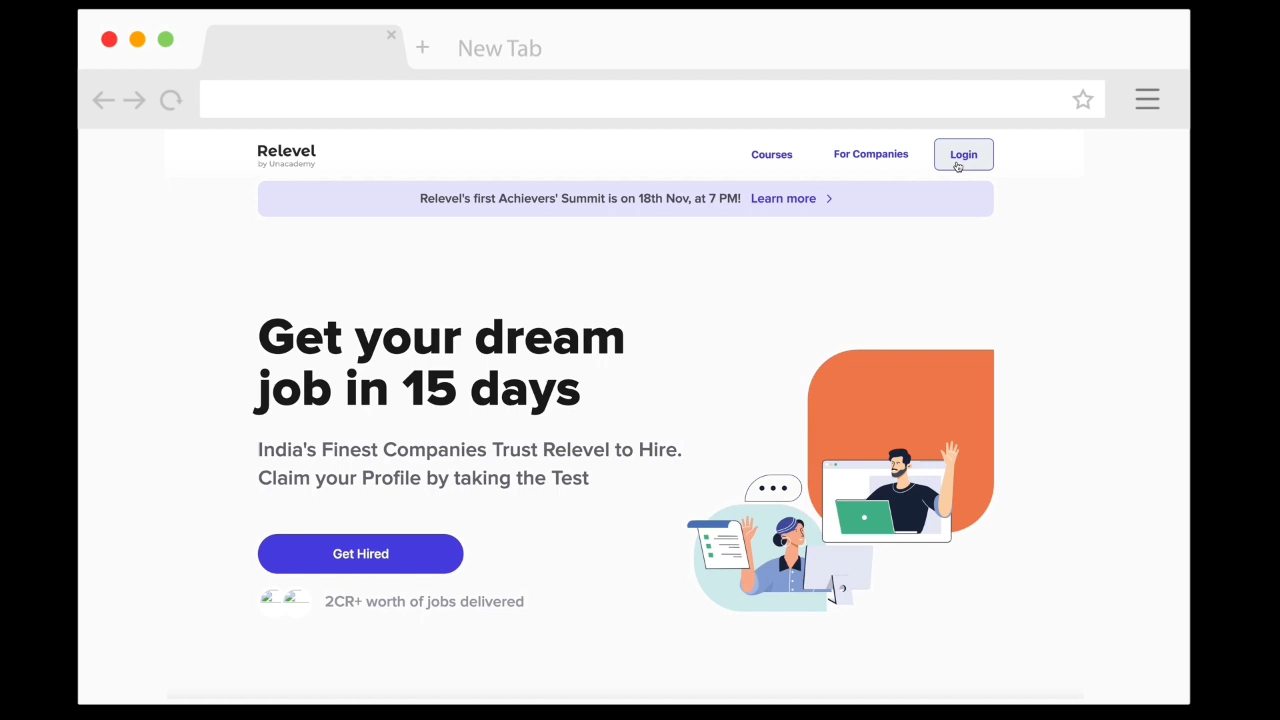 New Tab
Relevel
by Unacademy
Courses
For Companies
Login
Relevel's first Achievers' Summit is on 18th Nov, at 7 PM! Learn more
Get your dream
job in 15 days
India's Finest Companies Trust Relevel to Hire.
Claim your Profile by taking the Test
Get Hired
2CR+ worth of jobs delivered